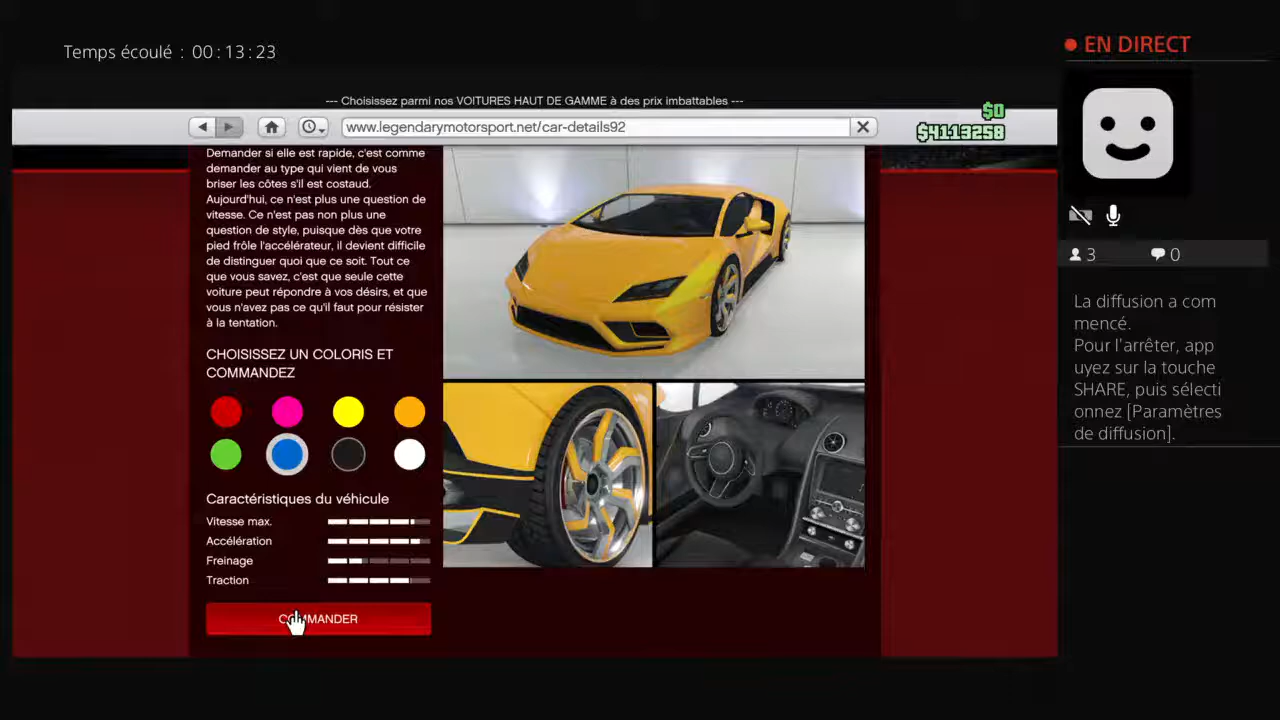 Temps écoulé : 00:13:23
EN DIRECT
--- Choisissez parmi nos VOITURES HAUT DE GAMME à des prix imbattables ---
www.legendarymotorsport.net/car-details92
$0
$4113258
Demander si elle est rapide, c'est comme
demander au type qui vient de vous
briser les côtes s'il est costaud.
Aujourd'hui, ce n'est plus une question de
vitesse. Ce n'est pas non plus une
question de style, puisque dès que votre
pied frôle l'accélérateur, il devient difficile
de distinguer quoi que ce soit. Tout ce
que vous savez, c'est que seule cette
voiture peut répondre à vos désirs, et que
vous n'avez pas ce qu'il faut pour résister
à la tentation.
CHOISISSEZ UN COLORIS ET
COMMANDEZ
Caractéristiques du véhicule
Vitesse max.
Accélération
Freinage
Traction
COMMANDER
3
0
La diffusion a com
mencé.
Pour l'arrêter, app
uyez sur la touche
SHARE, puis sélecti
onnez [Paramètres
de diffusion].